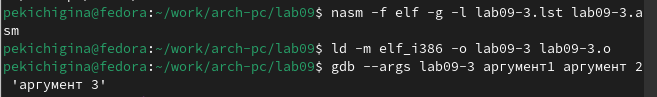 pekichigina@fedora:~/work/arch-pc/lab09$ nasm -f elf -g -l lab09-3.lst lab09-3.a
sm
pekichigina@fedora:~/work/arch-pc/lab09$ ld -m elf_i386 -o lab09-3 lab09-3.o
pekichigina@fedora:~/work/arch-pc/lab09$ gdb --args lab09-3 аргумент1 аргумент 2
 'аргумент 3'